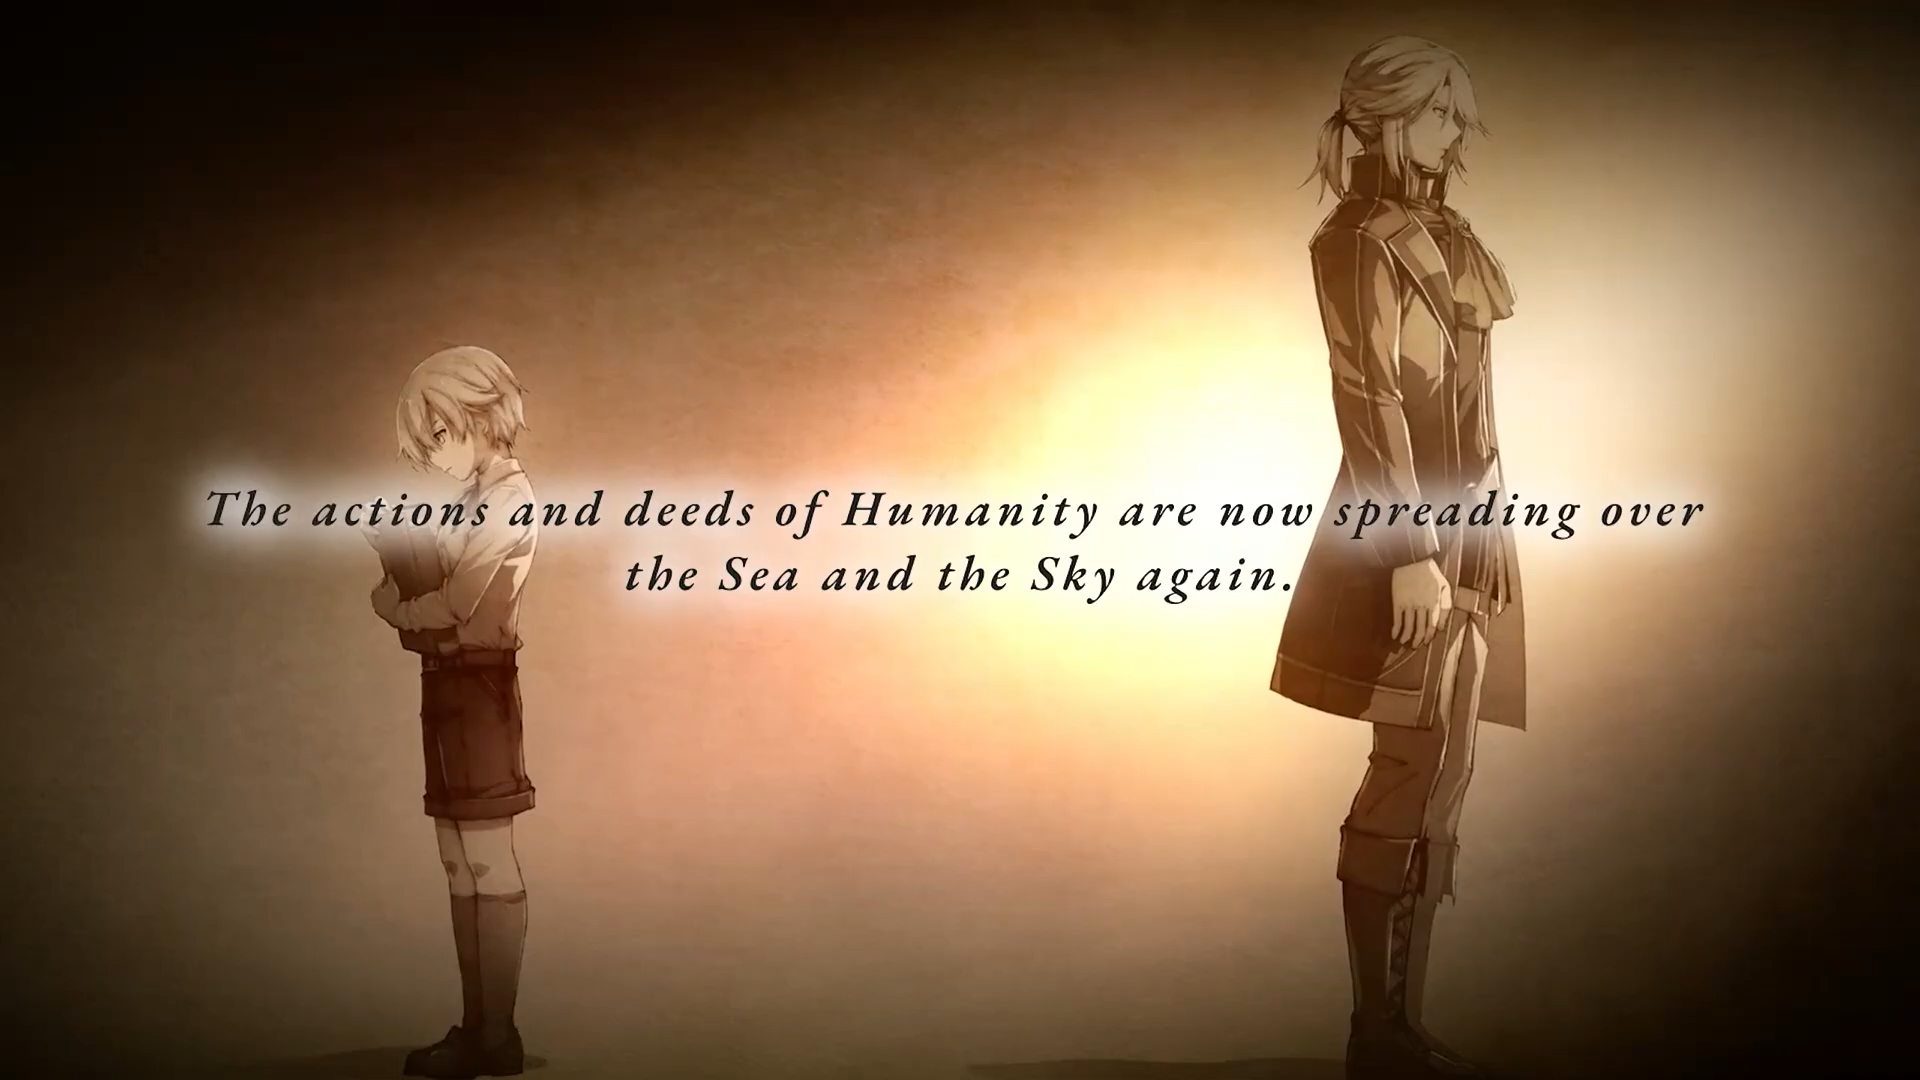 The actions and deeds of Humanity are now spreading over
the Sea and the Sky again.